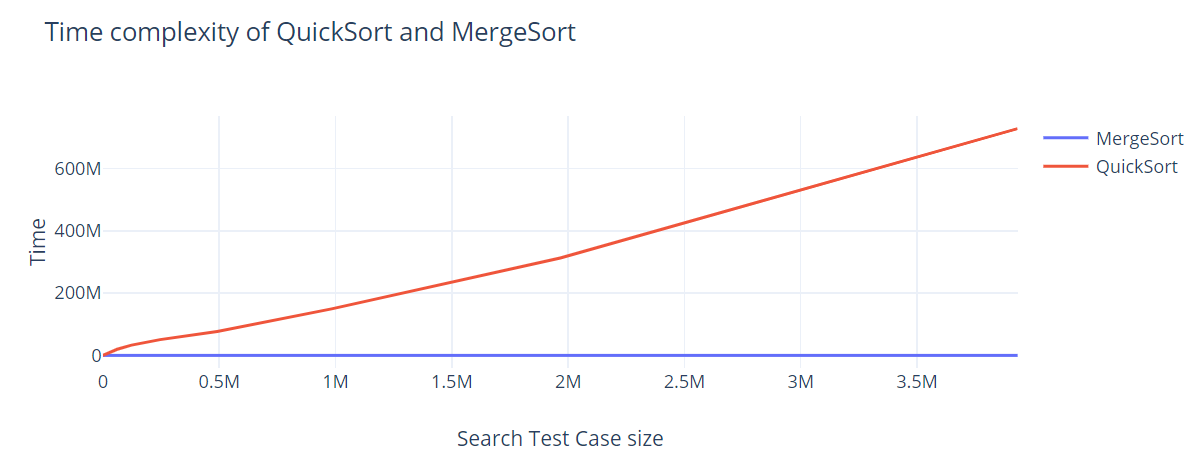 Time complexity of QuickSort and MergeSort
MergeSort
QuickSort
600M
400M
200M
0
Time
0 0.5M 1M 1.5M 2M 2.5M 3M 3.5M
Search Test Case size